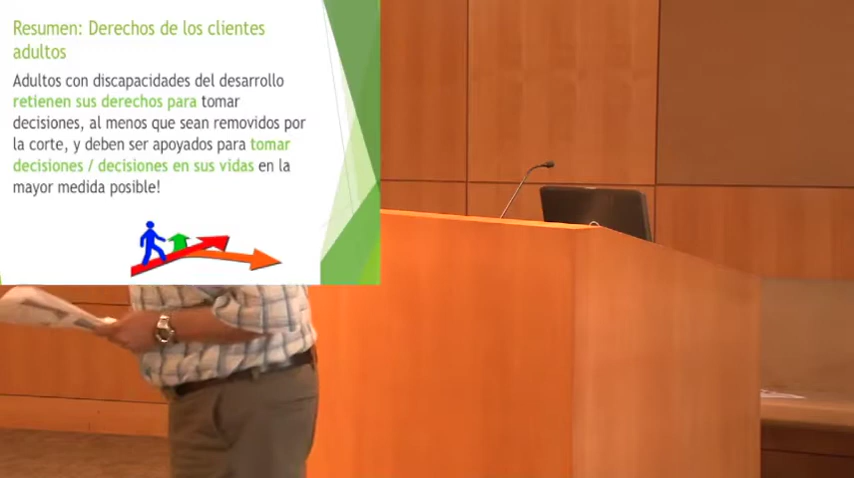 Resumen: Derechos de los clientes
adultos
Adultos con discapacidades del desarrollo
retienen sus derechos para tomar
decisiones, al menos que sean removidos por
la corte, y deben ser apoyados para tomar
decisiones / decisiones en sus vidas en la
mayor medida posible!